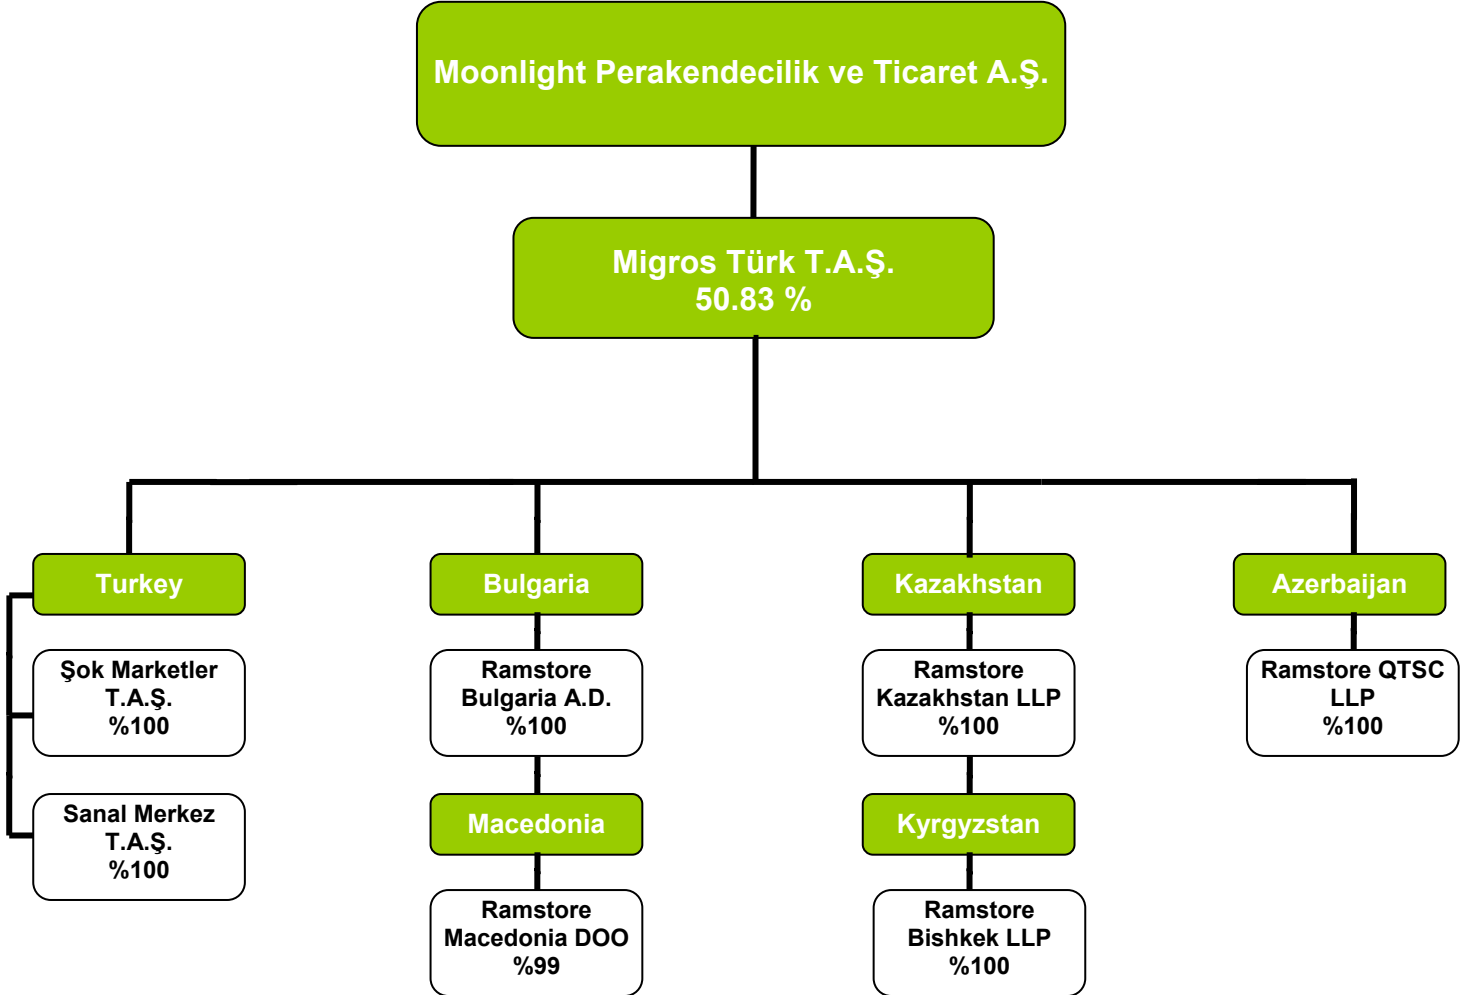 Moonlight Perakendecilik ve Ticaret A.Ş.
Migros Türk T.A.Ş.
50.83 %
Turkey
Bulgaria
Kazakhstan
Azerbaijan
Şok Marketler
T.A.Ş.
%100
Ramstore
Bulgaria A.D.
%100
Ramstore
Kazakhstan LLP
%100
Ramstore QTSC
LLP
%100
Sanal Merkez
T.A.Ş.
%100
Macedonia
Kyrgyzstan
Ramstore
Macedonia DOO
%99
Ramstore
Bishkek LLP
%100